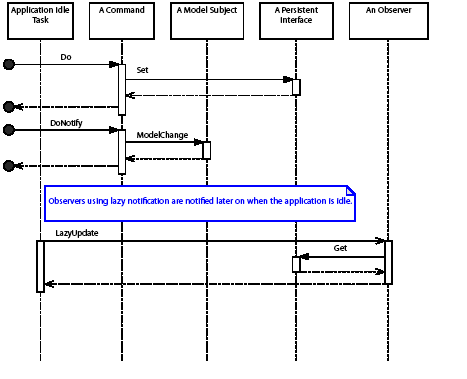 Application Idle
Task
A Command
A Model Subject
A Persistent
Interface
An Observer
Do
Set
DoNotify
ModelChange
Observers using lazy notification are notified later on when the application is idle.
LazyUpdate
Get